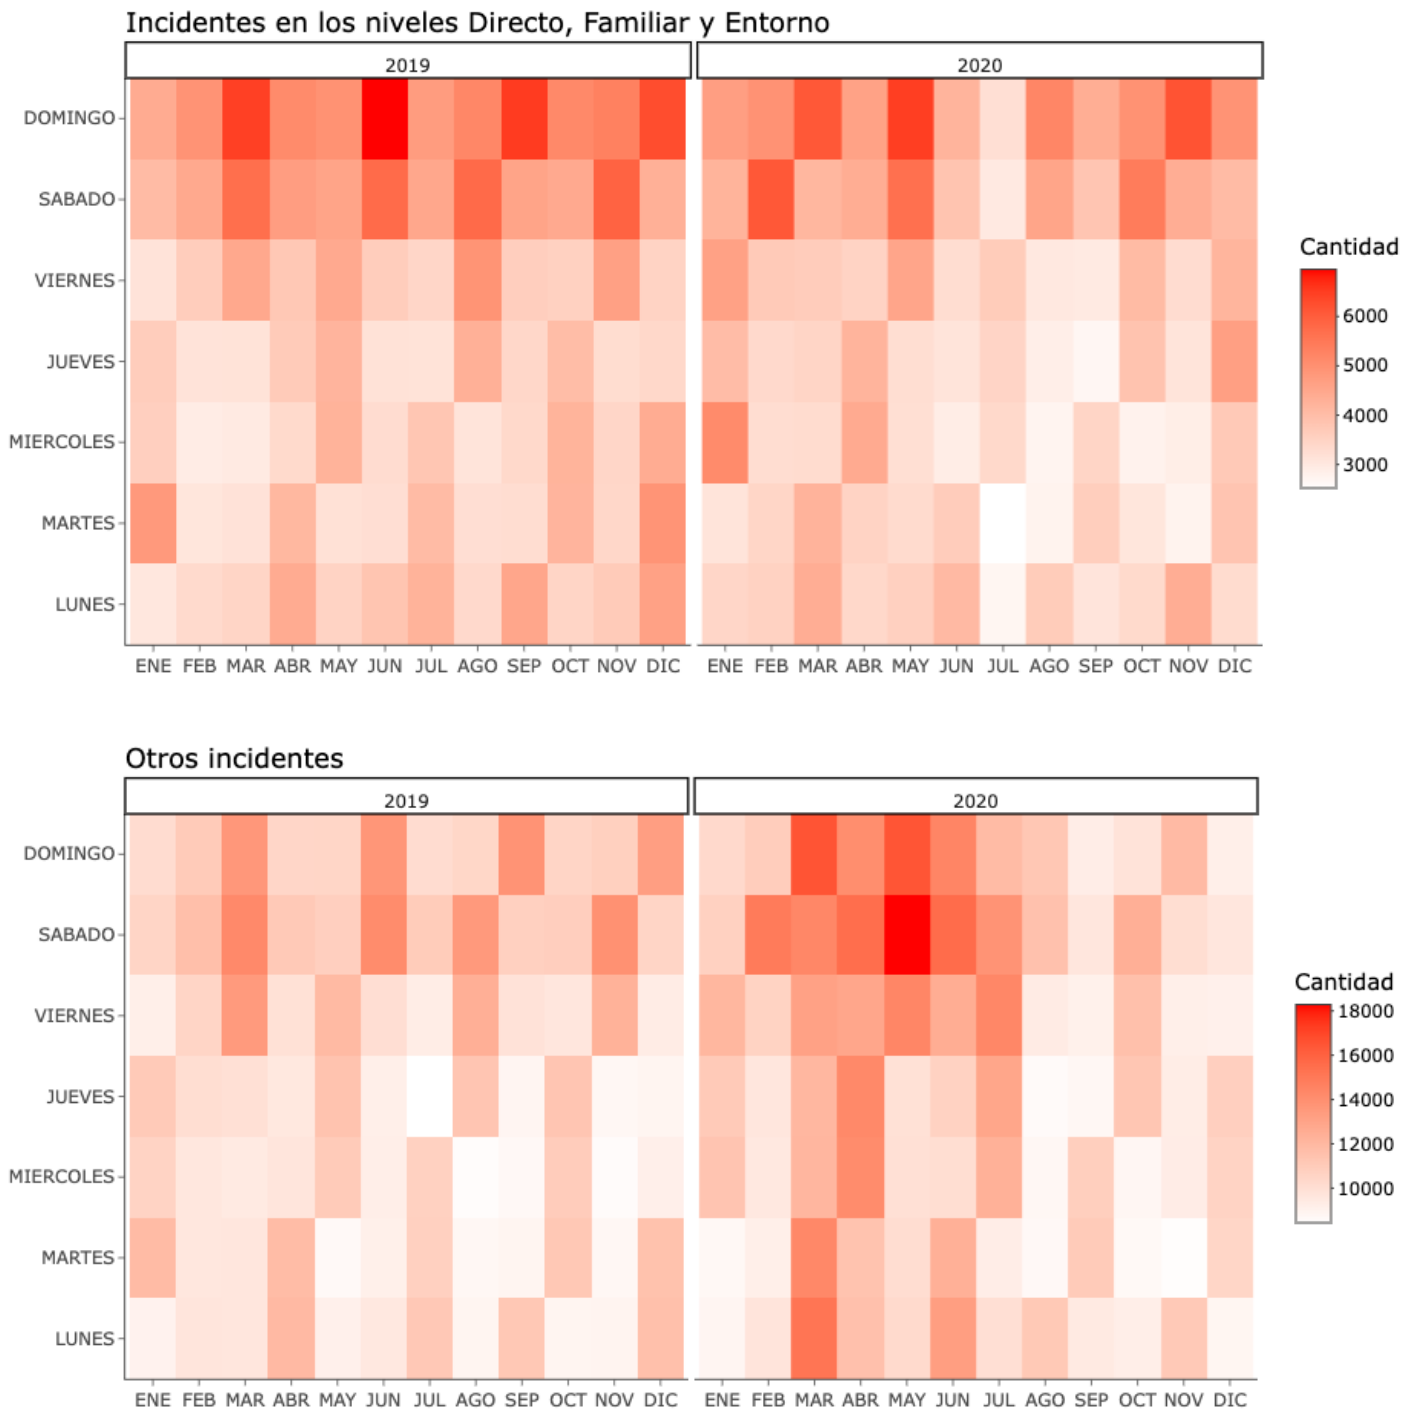 Incidentes en los niveles Directo, Familiar y Entorno
2019 2020
DOMINGO
SABADO
VIERNES
JUEVES
MIERCOLES
MARTES
LUNES
ENE FEB MAR ABR MAY JUN JUL AGO SEP OCT NOV DIC ENE FEB MAR ABR MAY JUN JUL AGO SEP OCT NOV DIC
Cantidad
6000
5000
4000
3000
Otros incidentes
2019 2020
DOMINGO
SABADO
VIERNES
JUEVES
MIERCOLES
MARTES
LUNES
ENE FEB MAR ABR MAY JUN JUL AGO SEP OCT NOV DIC ENE FEB MAR ABR MAY JUN JUL AGO SEP OCT NOV DIC
Cantidad
18000
16000
14000
12000
10000